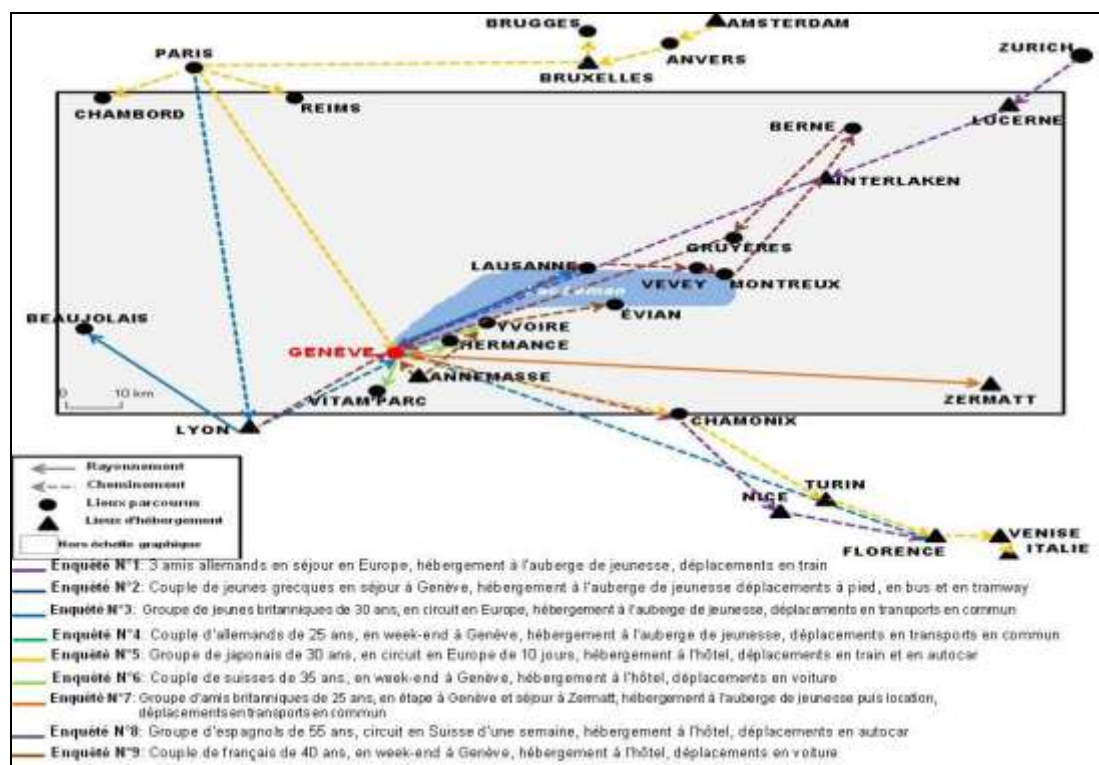 BRUGGES
AMSTERDAM
PARIS
ANVERS
ZURICH
BRUXELLES
CHAMBORD
REIMS
LUCERNE
BERNE
INTERLAKEN
GRUYÈRES
LAUSANNE
Lac Léman
VEVEY
MONTREUX
BEAUJOLAIS
ÉVIAN
YVOIRE
HERMANCE
GENÈVE
ANNEMASSE
0 10 km
VITAM'PARC
ZERMATT
LYON
CHAMONIX
Rayonnement
Cheminement
TURIN
Lieux parcourus
NICE
Lieux d'hébergement
VENISE
Hors échelle graphique
FLORENCE
ITALIE
Enquêté N°1: 3 amis allemands en séjour en Europe, hébergement à l'auberge de jeunesse, déplacements en train
Enquêté N°2: Couple de jeunes grecques en séjour à Genève, hébergement à l'auberge de jeunesse déplacements à pied, en bus et en tramway
Enquêté N°3: Groupe de jeunes britanniques de 30 ans, en circuit en Europe, hébergement à l'auberge de jeunesse, déplacements en transports en commun
Enquêté N°4: Couple d'allemands de 25 ans, en week-end à Genève, hébergement à l'auberge de jeunesse, déplacements en transports en commun
Enquêté N°5: Groupe de japonais de 30 ans, en circuit en Europe de 10 jours, hébergement à l'hôtel, déplacements en train et en autocar
Enquêté N°6: Couple de suisses de 35 ans, en week-end à Genève, hébergement à l'hôtel, déplacements en voiture
Enquêté N°7: Groupe d'amis britanniques de 25 ans, en étape à Genève et séjour à Zermatt, hébergement à l'auberge de jeunesse puis location,
déplacements en transports en commun
Enquêté N°8: Groupe d'espagnols de 55 ans, circuit en Suisse d'une semaine, hébergement à l'hôtel, déplacements en autocar
Enquêté N°9: Couple de français de 40 ans, en week-end à Genève, hébergement à l'hôtel, déplacements en voiture